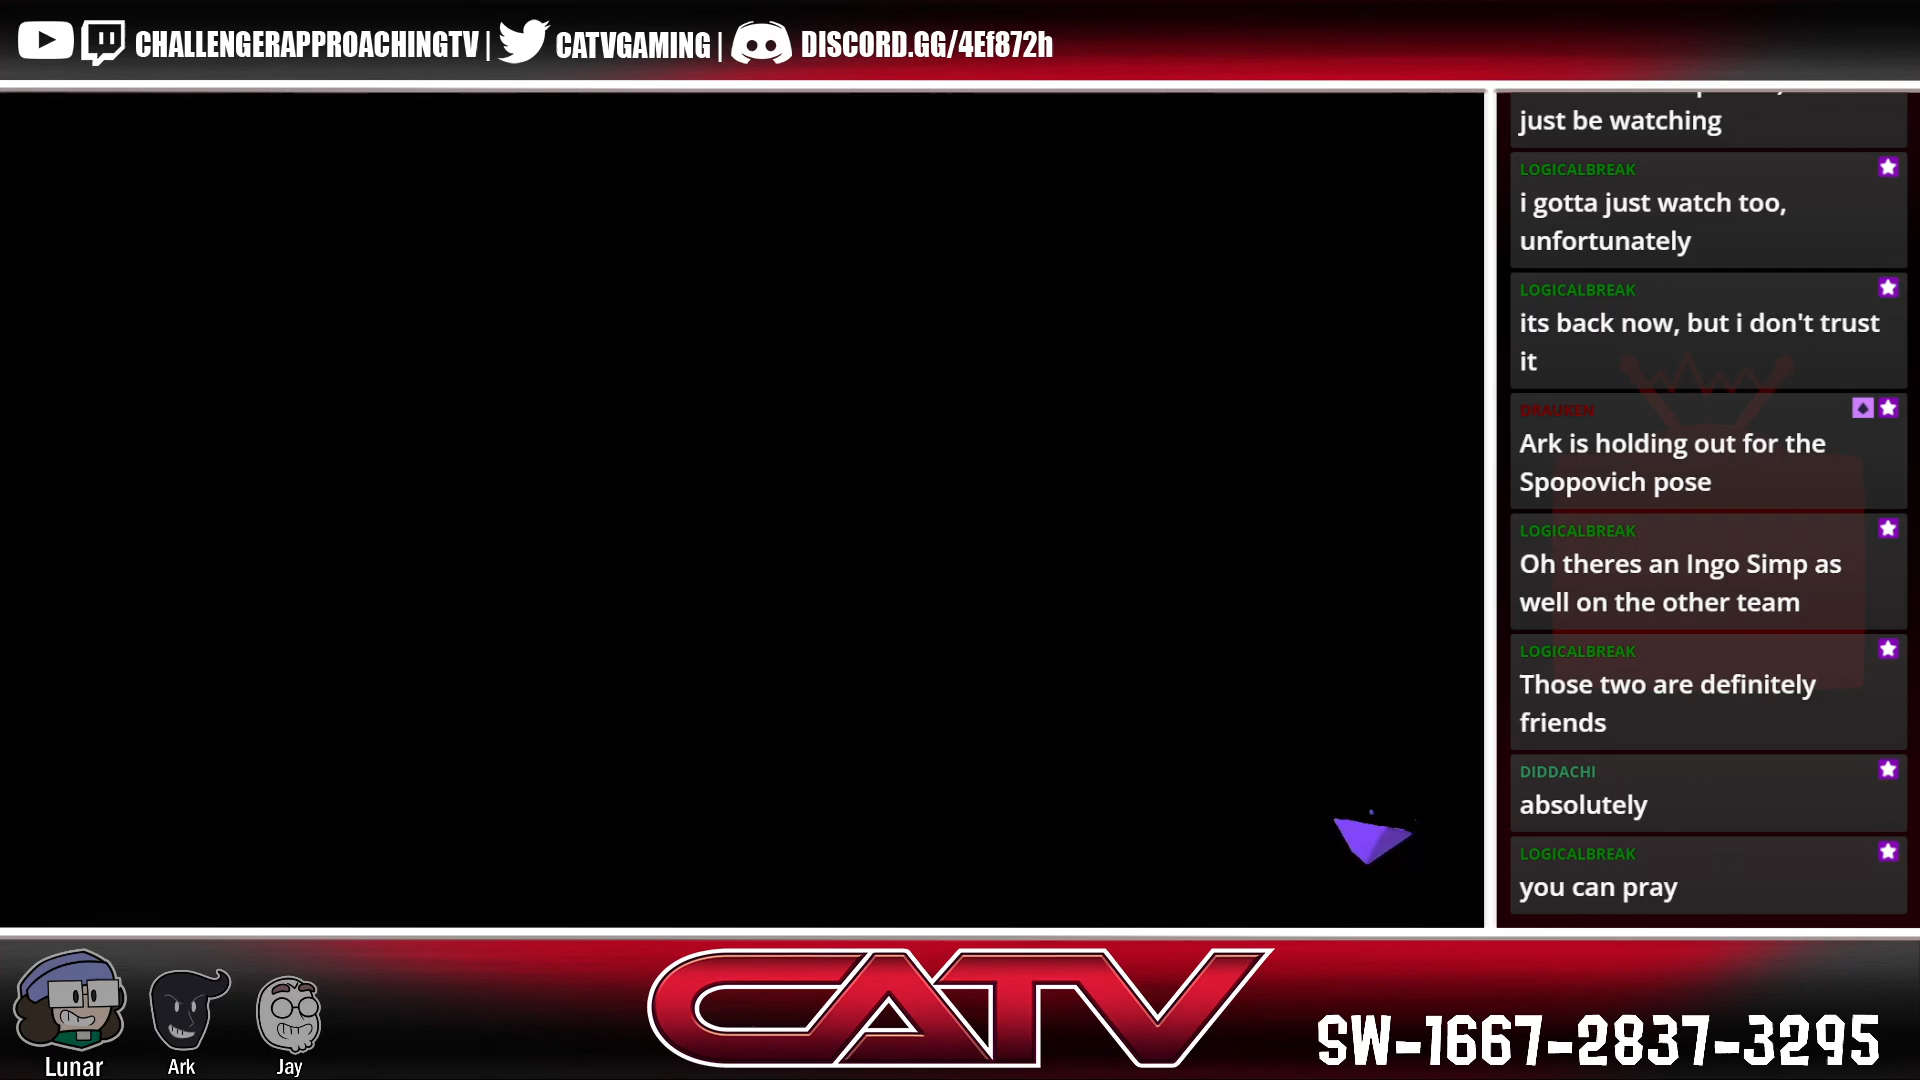 CHALLENGERAPPROACHINGTV | CATVGAMING | DISCORD.GG/4Ef872h
just be watching
LOGICALBREAK
i gotta just watch too,
unfortunately
LOGICALBREAK
its back now, but i don't trust
it
DRAUKEN
Ark is holding out for the
Spopovich pose
LOGICALBREAK
Oh theres an Ingo Simp as
well on the other team
LOGICALBREAK
Those two are definitely
friends
DIDDACHI
absolutely
LOGICALBREAK
you can pray
Lunar
Ark
Jay
CATV
SW-1667-2837-3295